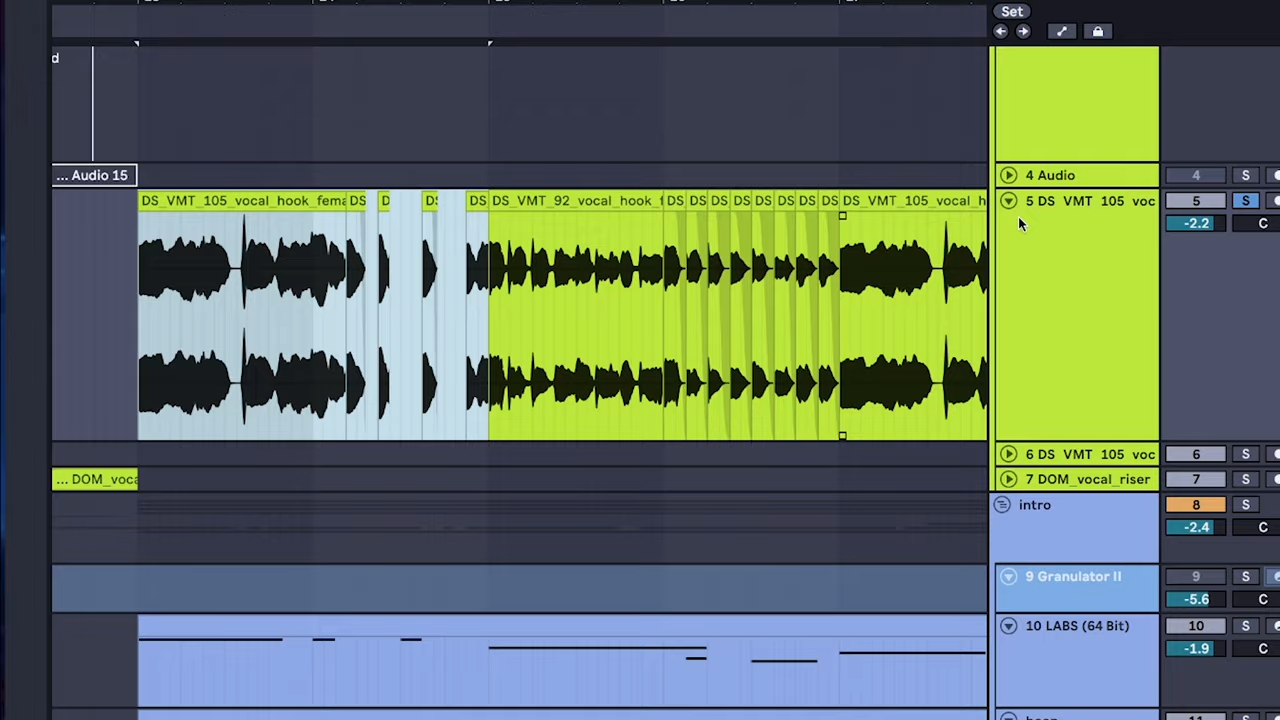 Set
d
... Audio 15
4 Audio
4
S
DS_VMT_105_vocal_hook_fema
DS
D
DS
DS
DS_VMT_92_vocal_hook_f
DS
DS
DS
DS
DS
DS
DS
DS
DS_VMT_105_vocal_h
5 DS VMT 105 voc
5
S
-2.2
C
6 DS VMT 105 voc
6
S
... DOM_voca
7 DOM_vocal_riser
7
S
intro
8
S
-2.4
C
9 Granulator II
9
S
-5.6
C
10 LABS (64 Bit)
10
S
-1.9
C